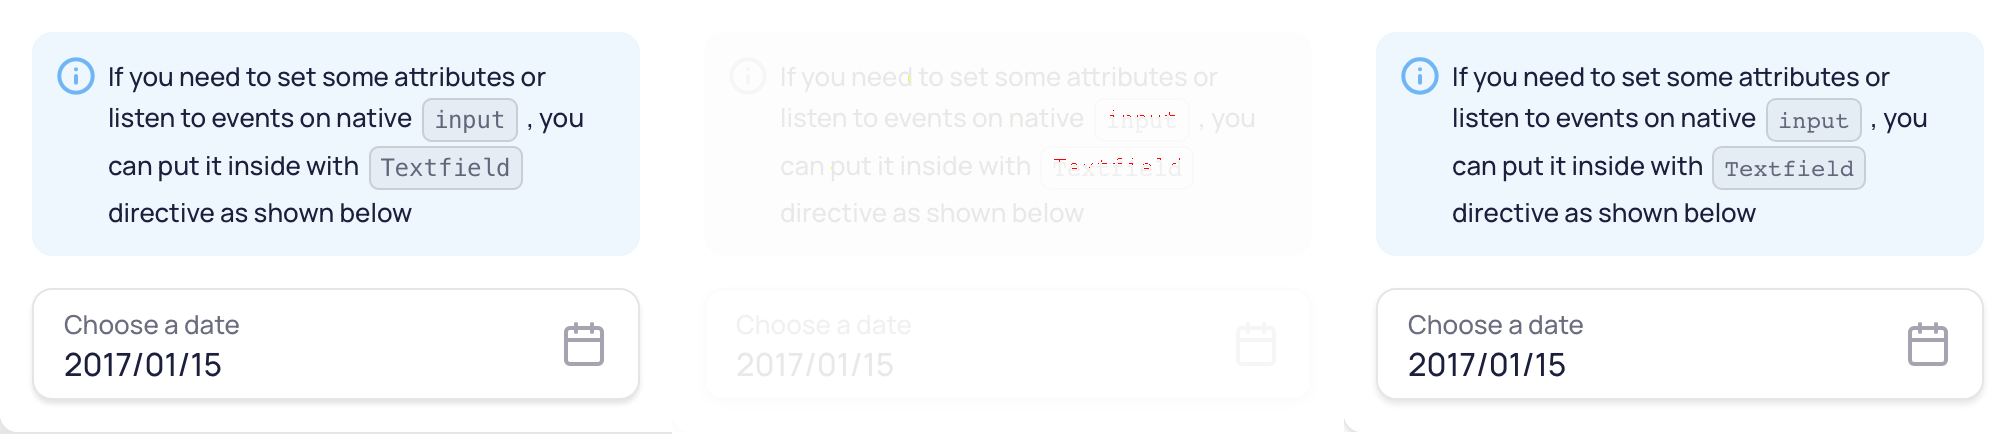 If you need to set some attributes or
listen to events on native input , you
can put it inside with Textfield
directive as shown below
Choose a date
2017/01/15
If you need to set some attributes or
listen to events on native input , you
can put it inside with Textfield
directive as shown below
Choose a date
2017/01/15
If you need to set some attributes or
listen to events on native input , you
can put it inside with Textfield
directive as shown below
Choose a date
2017/01/15